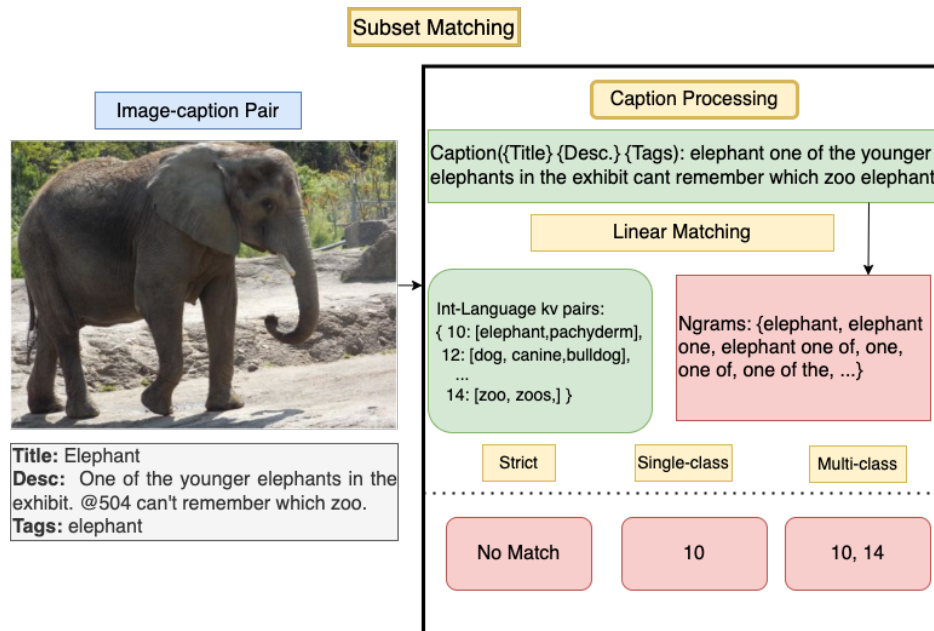 Subset Matching
Image-caption Pair
Title: Elephant
Desc: One of the younger elephants in the
exhibit. @504 can't remember which zoo.
Tags: elephant
Caption Processing
Caption({Title} {Desc.} {Tags): elephant one of the younger
elephants in the exhibit cant remember which zoo elephant
Linear Matching
Int-Language kv pairs:
{ 10: [elephant,pachyderm],
12: [dog, canine,bulldog],
...
14: [zoo, zoos,] }
Ngrams: {elephant, elephant
one, elephant one of, one,
one of, one of the, ...}
Strict
Single-class
Multi-class
No Match
10
10, 14